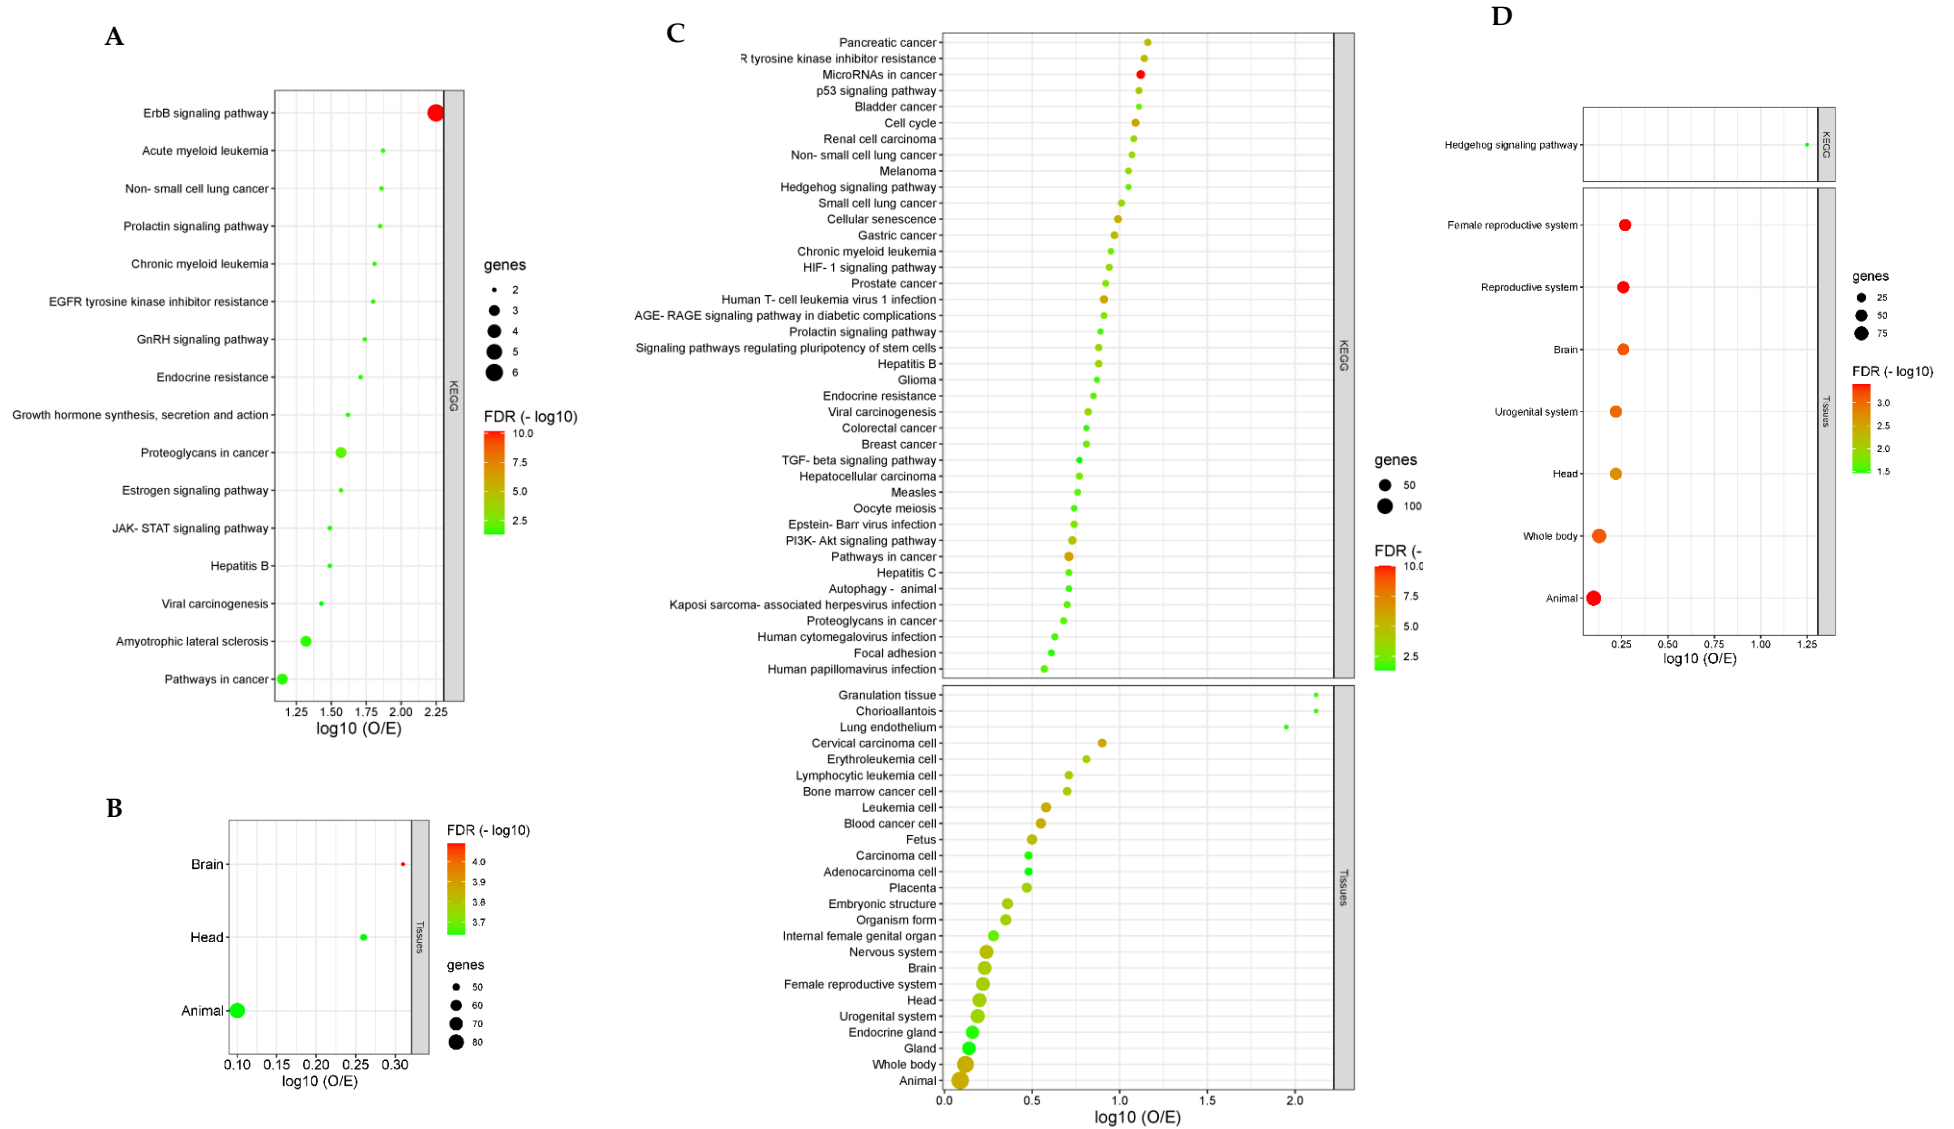 A
ErbB signaling pathway
Acute myeloid leukemia
Non- small cell lung cancer
Prolactin signaling pathway
Chronic myeloid leukemia
EGFR tyrosine kinase inhibitor resistance
GnRH signaling pathway
Endocrine resistance
Growth hormone synthesis, secretion and action
Proteoglycans in cancer
Estrogen signaling pathway
JAK- STAT signaling pathway
Hepatitis B
Viral carcinogenesis
Amyotrophic lateral sclerosis
Pathways in cancer
KEGG
1.25 1.50 1.75 2.00 2.25
log10 (O/E)
genes
2
3
4
5
6
FDR (- log10)
10.0
7.5
5.0
2.5
B
Brain
Head
Animal
Tissues
0.10 0.15 0.20 0.25 0.30
log10 (O/E)
FDR (- log10)
4.0
3.9
3.8
3.7
genes
50
60
70
80
C
Pancreatic cancer
R tyrosine kinase inhibitor resistance
MicroRNAs in cancer
p53 signaling pathway
Bladder cancer
Cell cycle
Renal cell carcinoma
Non- small cell lung cancer
Melanoma
Hedgehog signaling pathway
Small cell lung cancer
Cellular senescence
Gastric cancer
Chronic myeloid leukemia
HIF- 1 signaling pathway
Prostate cancer
Human T- cell leukemia virus 1 infection
AGE- RAGE signaling pathway in diabetic complications
Prolactin signaling pathway
Signaling pathways regulating pluripotency of stem cells
Hepatitis B
Glioma
Endocrine resistance
Viral carcinogenesis
Colorectal cancer
Breast cancer
TGF- beta signaling pathway
Hepatocellular carcinoma
Measles
Oocyte meiosis
Epstein- Barr virus infection
PI3K- Akt signaling pathway
Pathways in cancer
Hepatitis C
Autophagy - animal
Kaposi sarcoma- associated herpesvirus infection
Proteoglycans in cancer
Human cytomegalovirus infection
Focal adhesion
Human papillomavirus infection
KEGG
Granulation tissue
Chorioallantois
Lung endothelium
Cervical carcinoma cell
Erythroleukemia cell
Lymphocytic leukemia cell
Bone marrow cancer cell
Leukemia cell
Blood cancer cell
Fetus
Carcinoma cell
Adenocarcinoma cell
Placenta
Embryonic structure
Organism form
Internal female genital organ
Nervous system
Brain
Female reproductive system
Head
Urogenital system
Endocrine gland
Gland
Whole body
Animal
Tissues
0.0 0.5 1.0 1.5 2.0
log10 (O/E)
genes
50
100
FDR (-
10.0
7.5
5.0
2.5
D
Hedgehog signaling pathway
KEGG
Female reproductive system
Reproductive system
Brain
Urogenital system
Head
Whole body
Animal
Tissues
0.25 0.50 0.75 1.00 1.25
log10 (O/E)
genes
25
50
75
FDR (- log10)
3.0
2.5
2.0
1.5